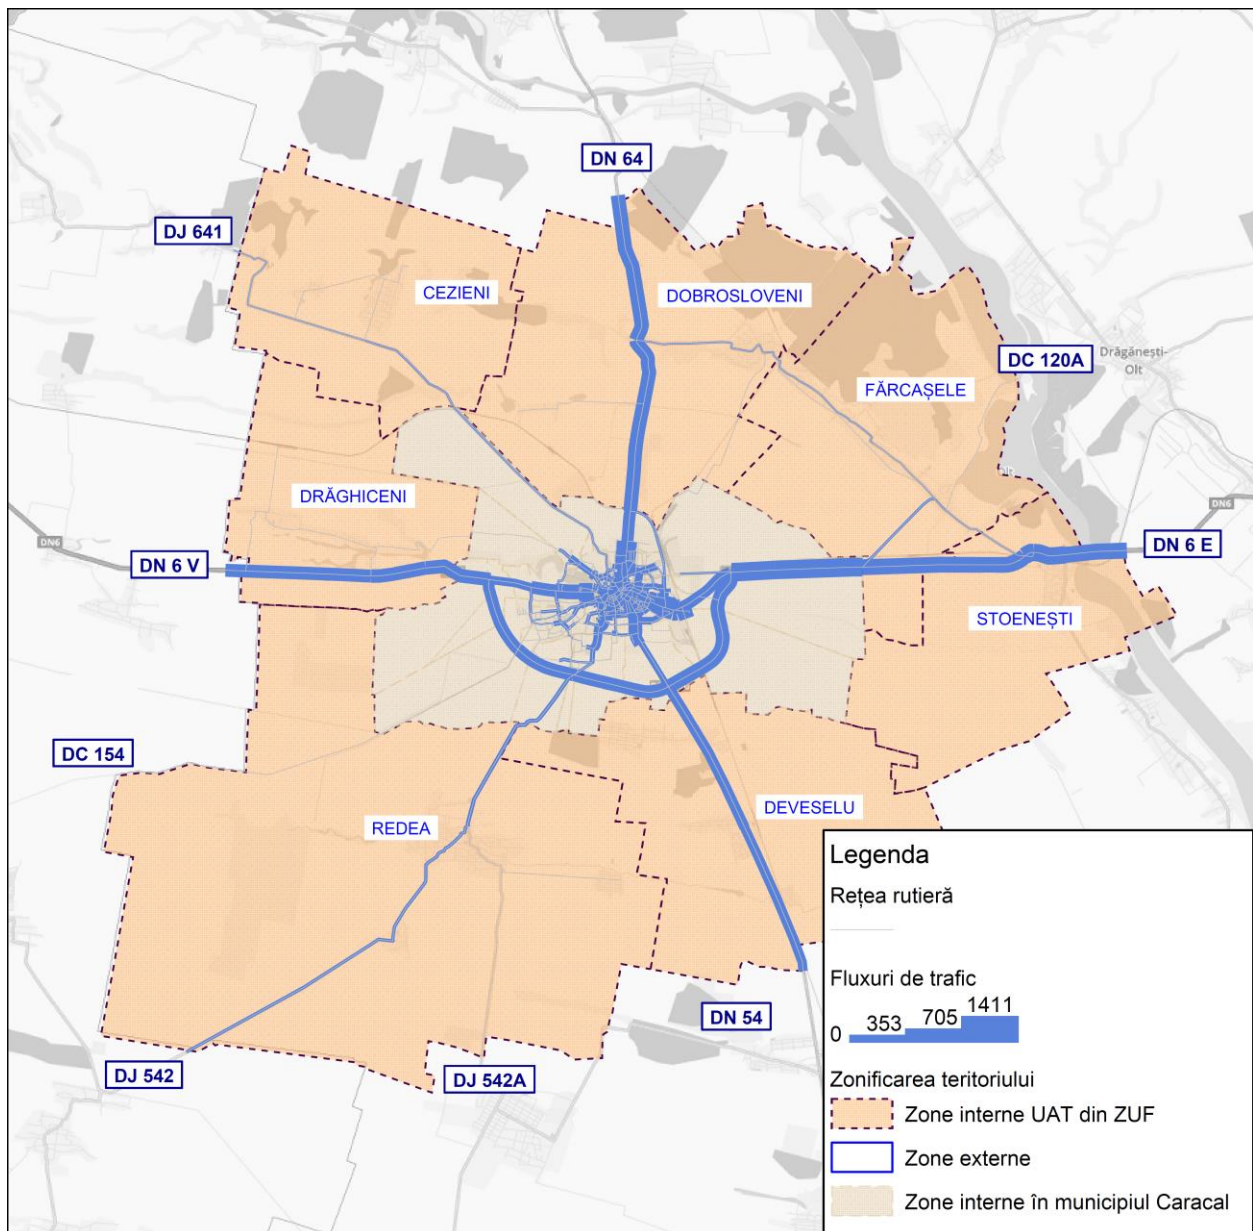 DN 64
DJ 641
CEZIENI
DOBROSLOVENI
DC 120A
Drăgănești-
Olt
FĂRCAȘELE
DRĂGHICENI
DN6
DN6
DN 6 V
DN 6 E
STOENEȘTI
DC 154
REDEA
DEVESELU
DN 54
DJ 542
DJ 542A
Legenda
Rețea rutieră
Fluxuri de trafic
0 353 705 1411
Zonificarea teritoriului
Zone interne UAT din ZUF
Zone externe
Zone interne în municipiul Caracal